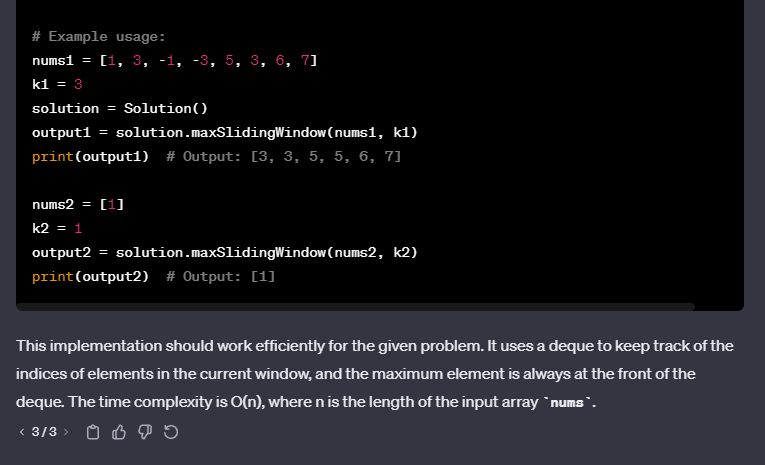 # Example usage:
nums1 = [1, 3, -1, -3, 5, 3, 6, 7]
k1 = 3
solution = Solution()
output1 = solution.maxSlidingWindow(nums1, k1)
print(output1)  # Output: [3, 3, 5, 5, 6, 7]
nums2 = [1]
k2 = 1
output2 = solution.maxSlidingWindow(nums2, k2)
print(output2)  # Output: [1]
This implementation should work efficiently for the given problem. It uses a deque to keep track of the
indices of elements in the current window, and the maximum element is always at the front of the
deque. The time complexity is O(n), where n is the length of the input array `nums`.
< 3/3 >